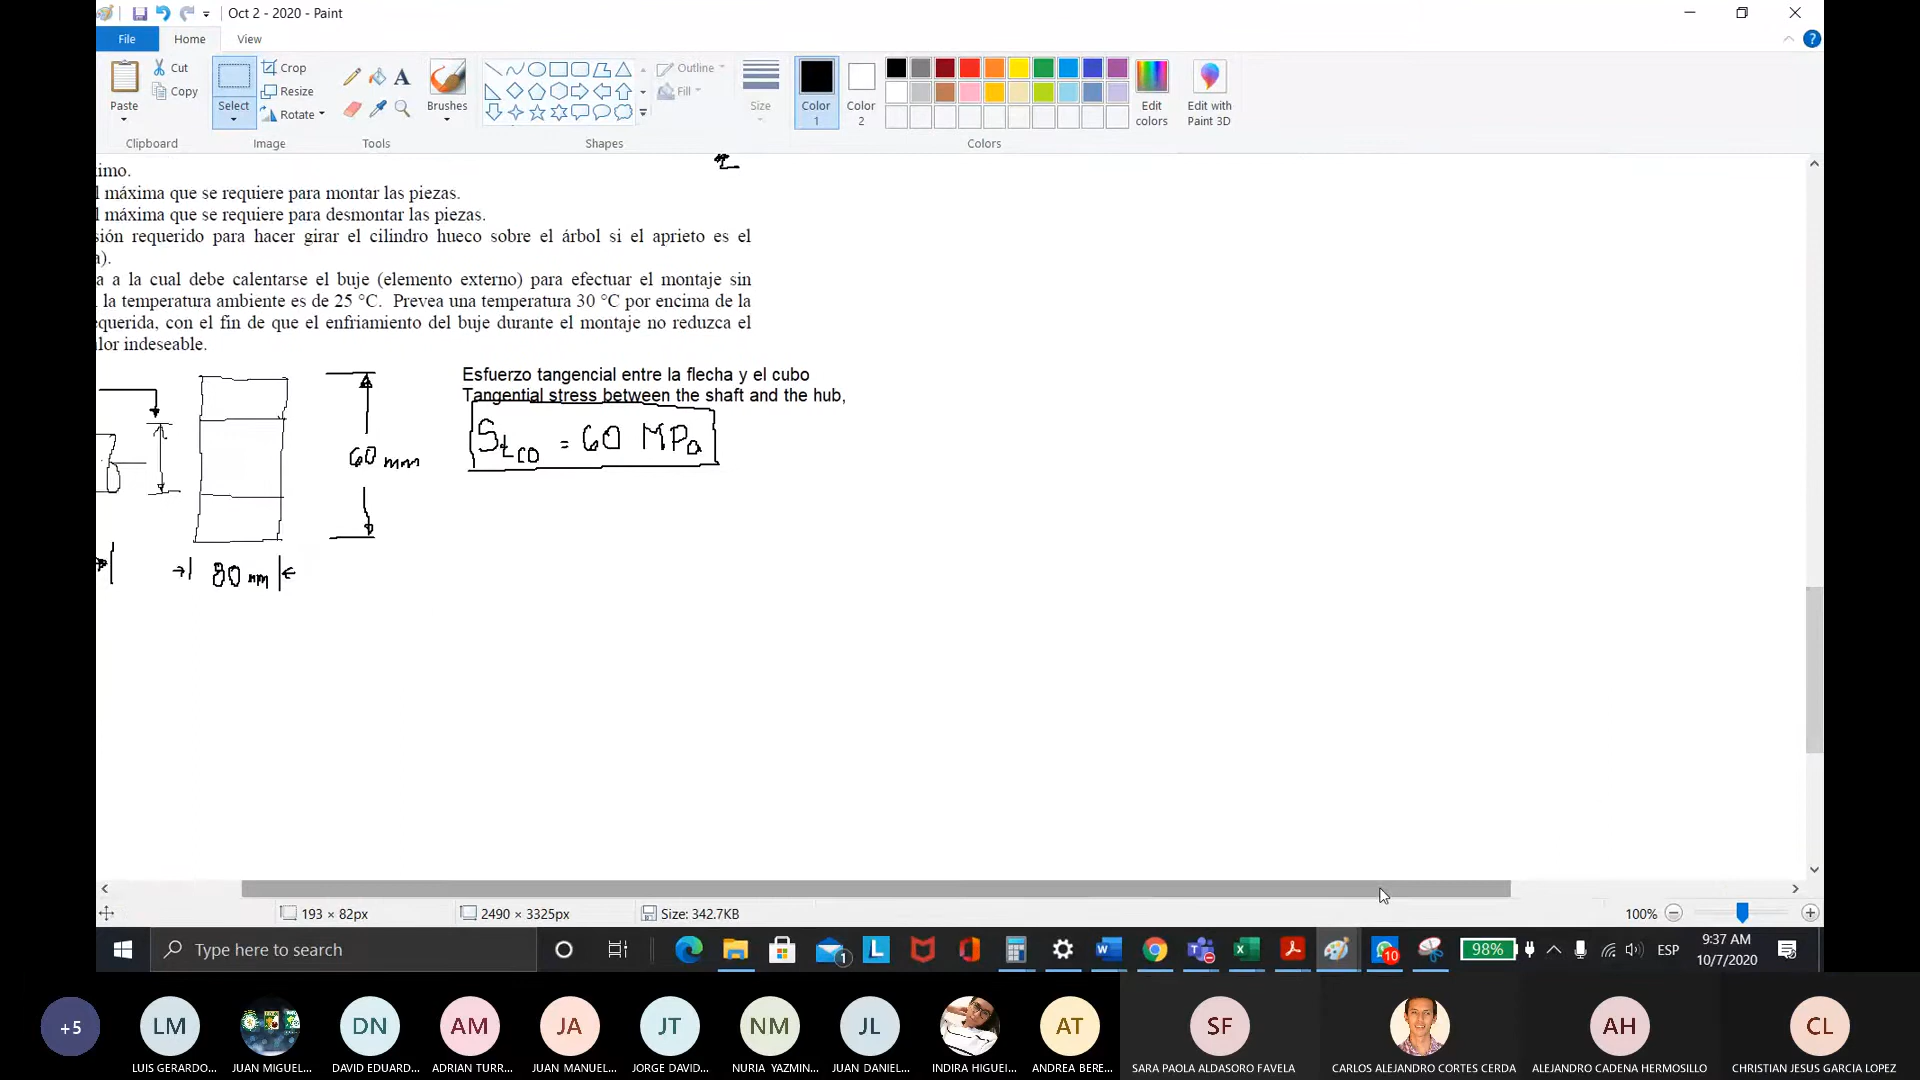 Oct 2 - 2020 - Paint
File
Home
View
Paste
Cut
Copy
Clipboard
Select
Crop
Resize
Rotate
Image
Tools
Brushes
Shapes
Outline
Fill
Size
Color 1
Color 2
Colors
Edit colors
Edit with Paint 3D
imo.
l máxima que se requiere para montar las piezas.
l máxima que se requiere para desmontar las piezas.
sión requerido para hacer girar el cilindro hueco sobre el árbol si el aprieto es el
a).
a a la cual debe calentarse el buje (elemento externo) para efectuar el montaje sin
la temperatura ambiente es de 25 °C. Prevea una temperatura 30 °C por encima de la
equerida, con el fin de que el enfriamiento del buje durante el montaje no reduzca el
lor indeseable.
Esfuerzo tangencial entre la flecha y el cubo
Tangential stress between the shaft and the hub,
StCO = 60 MPa
60 mm
80 mm
193 × 82px
2490 × 3325px
Size: 342.7KB
100%
Type here to search
1
L
10
98%
ESP
9:37 AM
10/7/2020
+5
LM
DN
AM
JA
JT
NM
JL
AT
SF
AH
CL
LUIS GERARDO...
JUAN MIGUEL...
DAVID EDUARD...
ADRIAN TURR...
JUAN MANUEL...
JORGE DAVID...
NURIA YAZMIN...
JUAN DANIEL...
INDIRA HIGUEI...
ANDREA BERE...
SARA PAOLA ALDASORO FAVELA
CARLOS ALEJANDRO CORTES CERDA
ALEJANDRO CADENA HERMOSILLO
CHRISTIAN JESUS GARCIA LOPEZ